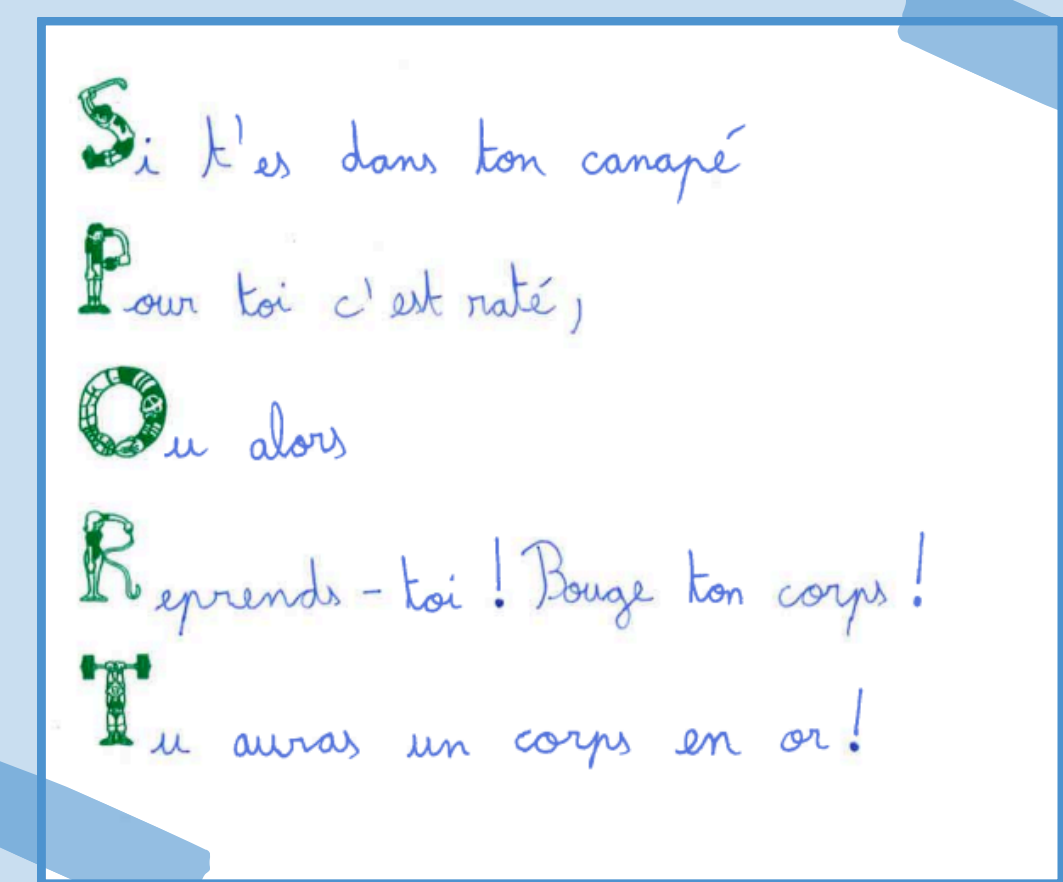 Si t'es dans ton canapé
Pour toi c'est raté,
Ou alors
Reprends-toi ! Bouge ton corps !
Tu auras un corps en or !